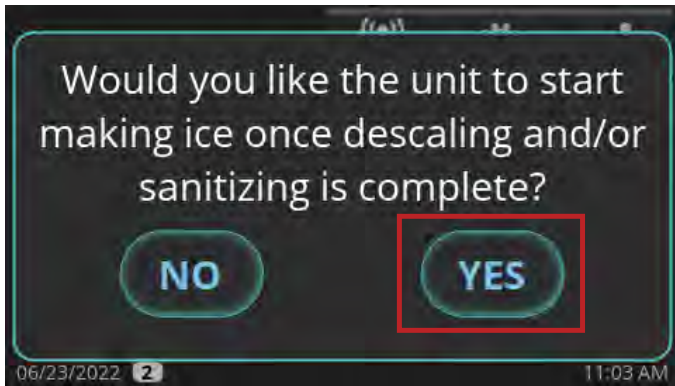 Would you like the unit to start
making ice once descaling and/or
sanitizing is complete?
NO YES
06/23/2022 2 11:03 AM